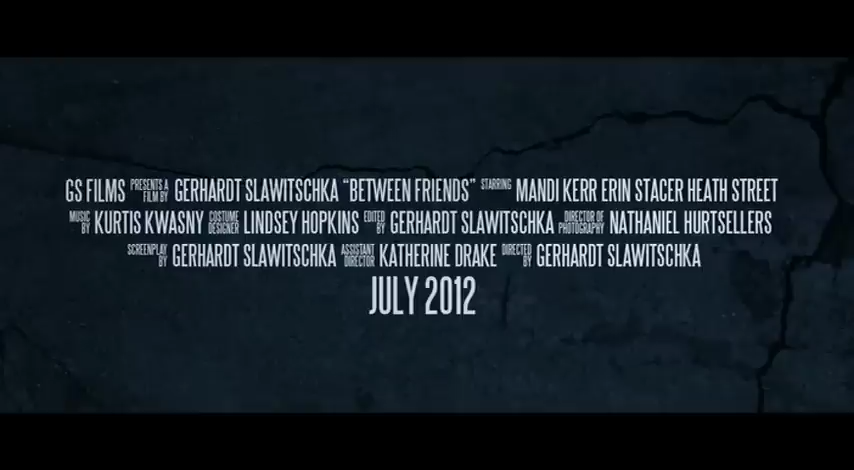 GS FILMS PRESENTS A FILM BY GERHARDT SLAWITSCHKA “BETWEEN FRIENDS” STARRING MANDI KERR ERIN STACER HEATH STREET
MUSIC BY KURTIS KWASNY COSTUME DESIGNER LINDSEY HOPKINS EDITED BY GERHARDT SLAWITSCHKA DIRECTOR OF PHOTOGRAPHY NATHANIEL HURTSELLERS
SCREENPLAY BY GERHARDT SLAWITSCHKA ASSISTANT DIRECTOR KATHERINE DRAKE DIRECTED BY GERHARDT SLAWITSCHKA
JULY 2012